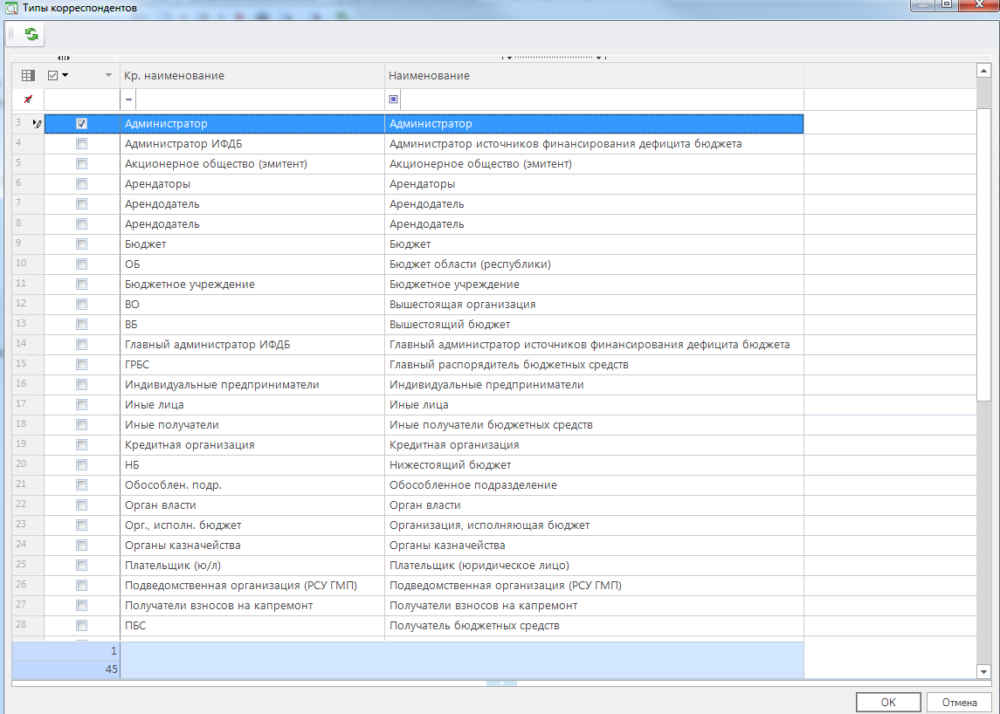 Типы корреспондентов
Кр. наименование Наименование
3 Администратор Администратор
4 Администратор ИФДБ Администратор источников финансирования дефицита бюджета
5 Акционерное общество (эмитент) Акционерное общество (эмитент)
6 Арендаторы Арендаторы
7 Арендодатель Арендодатель
8 Арендодатель Арендодатель
9 Бюджет Бюджет
10 ОБ Бюджет области (республики)
11 Бюджетное учреждение Бюджетное учреждение
12 ВО Вышестоящая организация
13 ВБ Вышестоящий бюджет
14 Главный администратор ИФДБ Главный администратор источников финансирования дефицита бюджета
15 ГРБС Главный распорядитель бюджетных средств
16 Индивидуальные предприниматели Индивидуальные предприниматели
17 Иные лица Иные лица
18 Иные получатели Иные получатели бюджетных средств
19 Кредитная организация Кредитная организация
20 НБ Нижестоящий бюджет
21 Обособлен. подр. Обособленное подразделение
22 Орган власти Орган власти
23 Орг., исполн. бюджет Организация, исполняющая бюджет
24 Органы казначейства Органы казначейства
25 Плательщик (ю/л) Плательщик (юридическое лицо)
26 Подведомственная организация (РСУ ГМП) Подведомственная организация (РСУ ГМП)
27 Получатели взносов на капремонт Получатели взносов на капремонт
28 ПБС Получатель бюджетных средств
1
45
OK Отмена